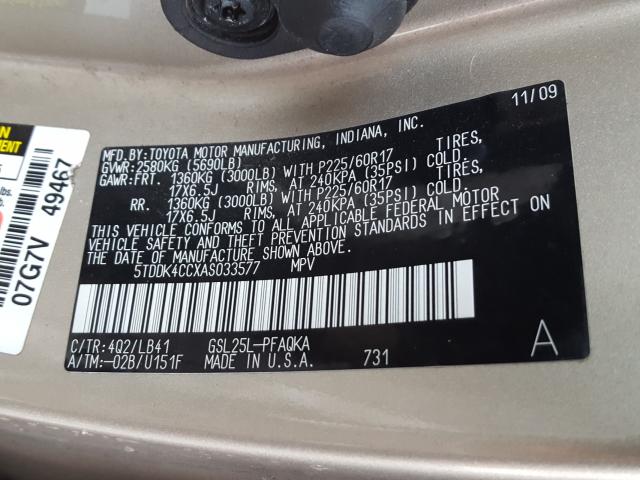 11/09
MFD.BY:TOYOTA MOTOR MANUFACTURING, INDIANA, INC.
GVWR: 2580KG (5690LB)
GAWR:FRT. 1360KG (3000LB) WITH P225/60R17 TIRES,
17X6.5J RIMS, AT 240KPA (35PSI) COLD.
RR. 1360KG (3000LB) WITH P225/60R17 TIRES,
17X6.5J RIMS, AT 240KPA (35PSI) COLD.
THIS VEHICLE CONFORMS TO ALL APPLICABLE FEDERAL MOTOR
VEHICLE SAFETY AND THEFT PREVENTION STANDARDS IN EFFECT ON
THE DATE OF MANUFACTURE SHOWN ABOVE.
5TDDK4CCXAS033577 MPV
C/TR:4Q2/LB41 GSL25L-PFAQKA
A/TM:-02B/U151F MADE IN U.S.A. 731
A
07G7V 49467
lbs.